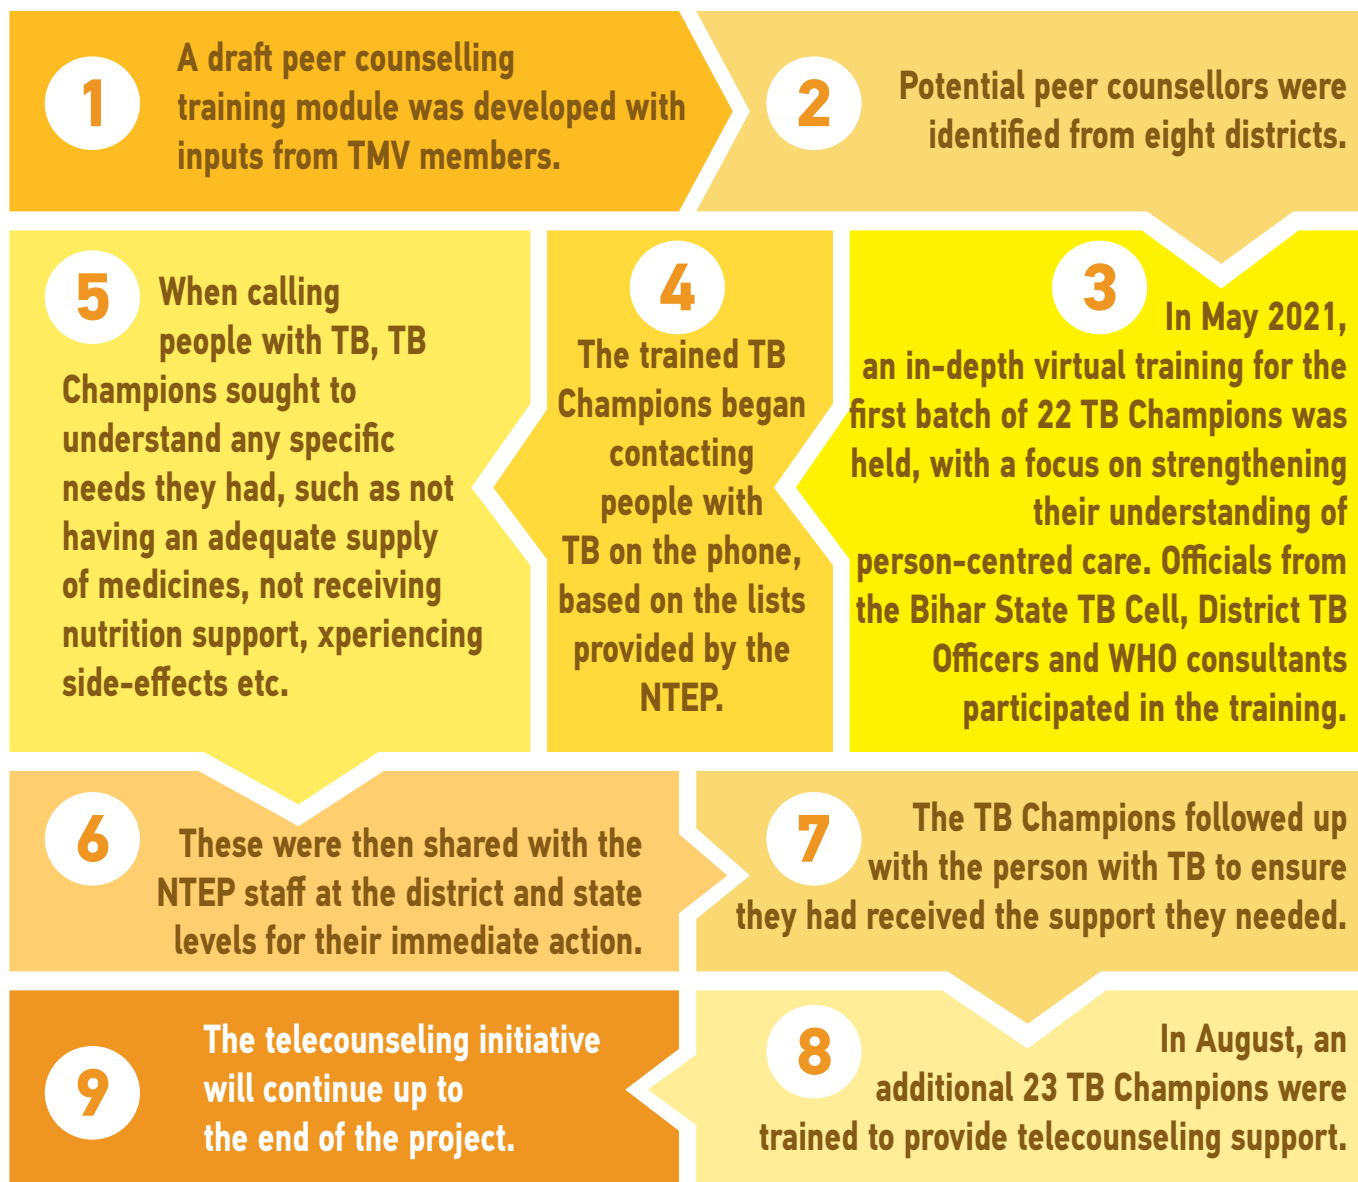 1
A draft peer counselling
training module was developed with
inputs from TMV members.
2
Potential peer counsellors were
identified from eight districts.
3
In May 2021,
an in-depth virtual training for the
first batch of 22 TB Champions was
held, with a focus on strengthening
their understanding of
person-centred care. Officials from
the Bihar State TB Cell, District TB
Officers and WHO consultants
participated in the training.
4
The trained TB
Champions began
contacting
people with
TB on the phone,
based on the lists
provided by the
NTEP.
5
When calling
people with TB, TB
Champions sought to
understand any specific
needs they had, such as not
having an adequate supply
of medicines, not receiving
nutrition support, xperiencing
side-effects etc.
6
These were then shared with the
NTEP staff at the district and state
levels for their immediate action.
7
The TB Champions followed up
with the person with TB to ensure
they had received the support they needed.
8
In August, an
additional 23 TB Champions were
trained to provide telecounseling support.
9
The telecounseling initiative
will continue up to
the end of the project.